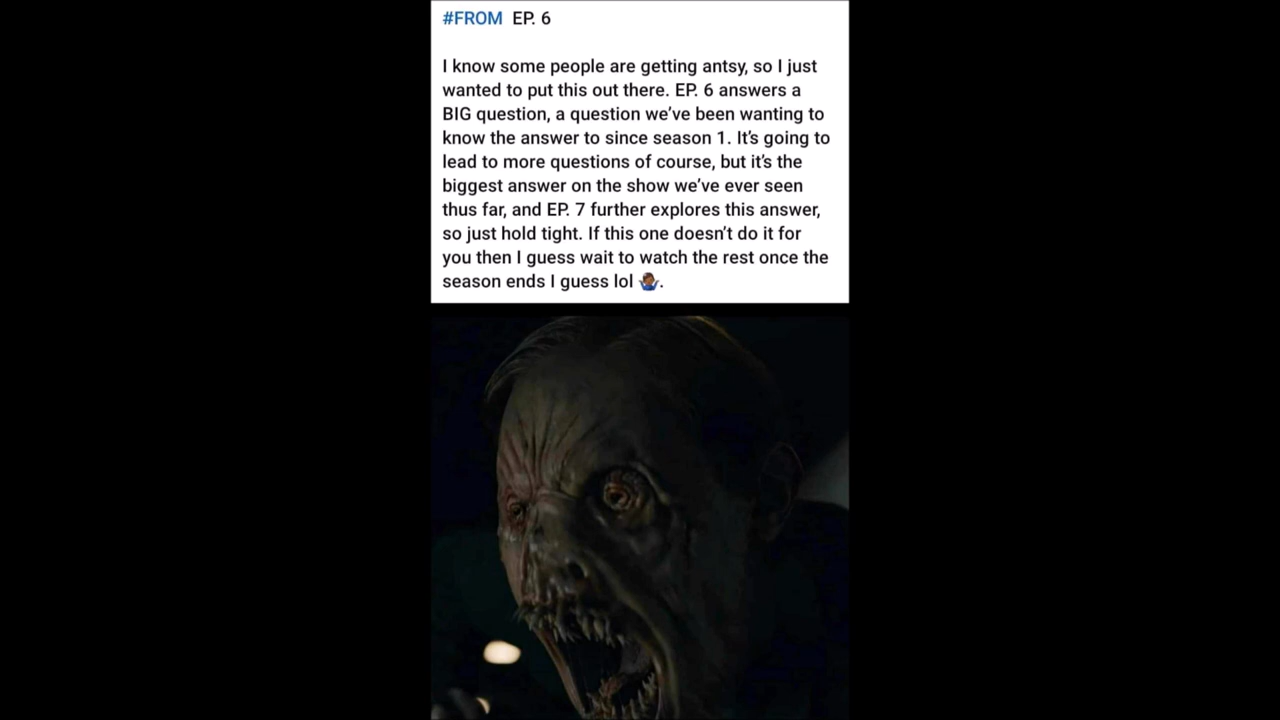 #FROM EP. 6
I know some people are getting antsy, so I just
wanted to put this out there. EP. 6 answers a
BIG question, a question we’ve been wanting to
know the answer to since season 1. It’s going to
lead to more questions of course, but it’s the
biggest answer on the show we’ve ever seen
thus far, and EP. 7 further explores this answer,
so just hold tight. If this one doesn’t do it for
you then I guess wait to watch the rest once the
season ends I guess lol 🤷🏾‍♂️.